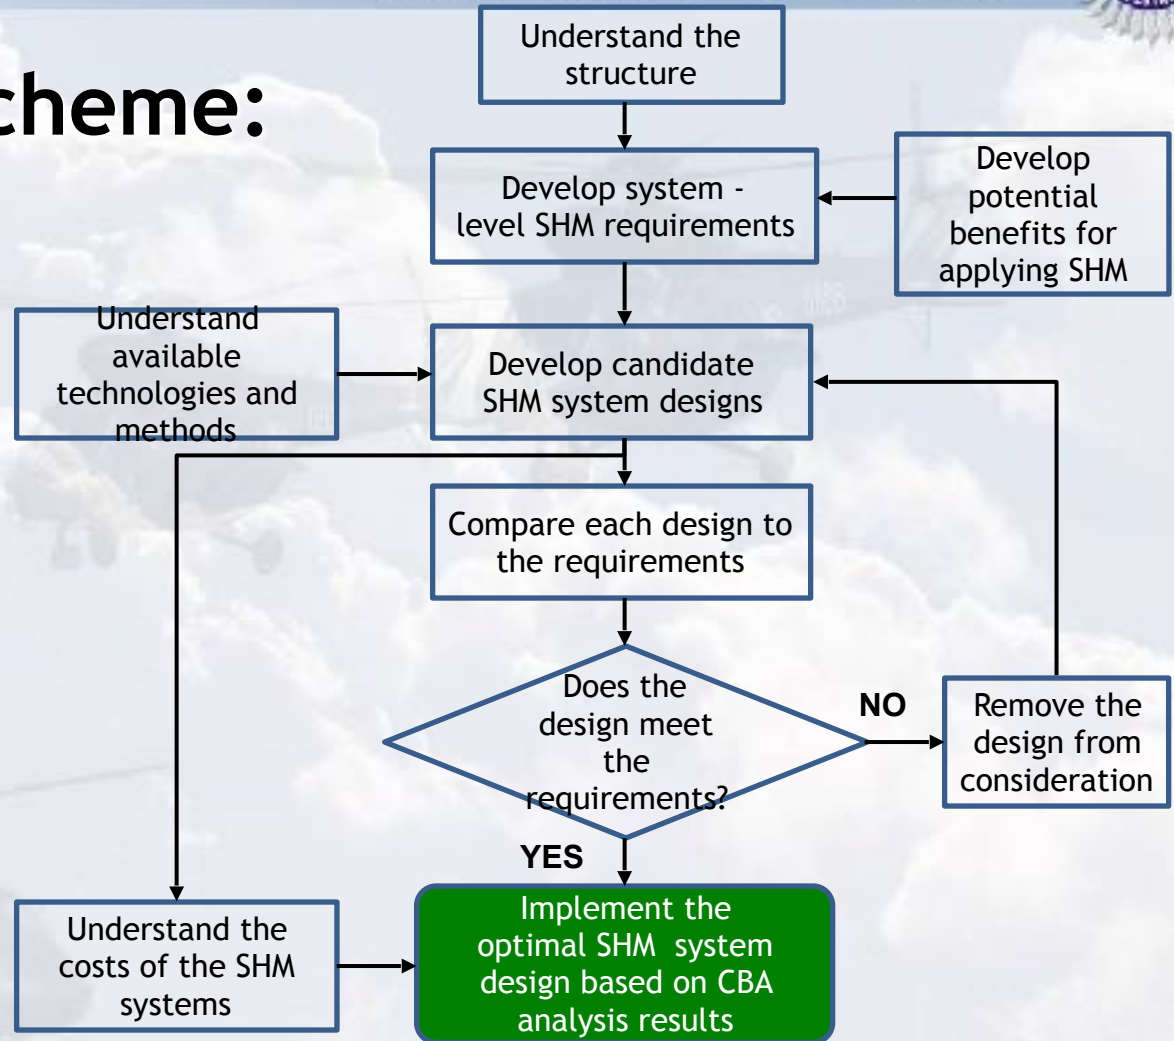 cheme:
Understand the
structure
Develop system -
level SHM requirements
Develop
potential
benefits for
applying SHM
Understand
available
technologies and
methods
Develop candidate
SHM system designs
Compare each design to
the requirements
Does the
design meet
the
requirements?
NO
Remove the
design from
consideration
YES
Understand the
costs of the SHM
systems
Implement the
optimal SHM system
design based on CBA
analysis results